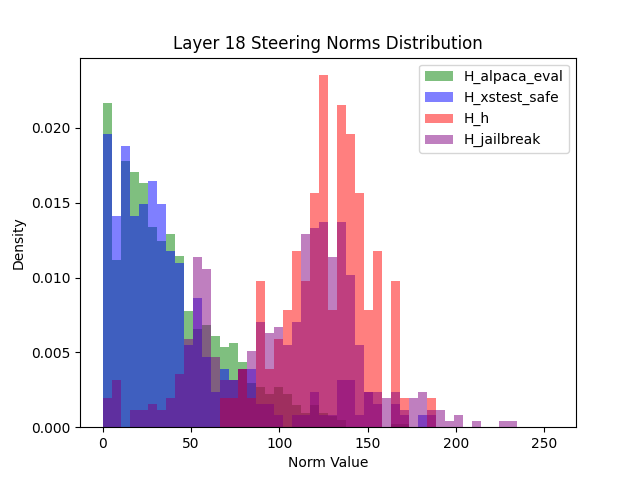 Layer 18 Steering Norms Distribution
H_alpaca_eval
H_xstest_safe
H_h
H_jailbreak
0.020
0.015
0.010
0.005
0.000
Density
0 50 100 150 200 250
Norm Value